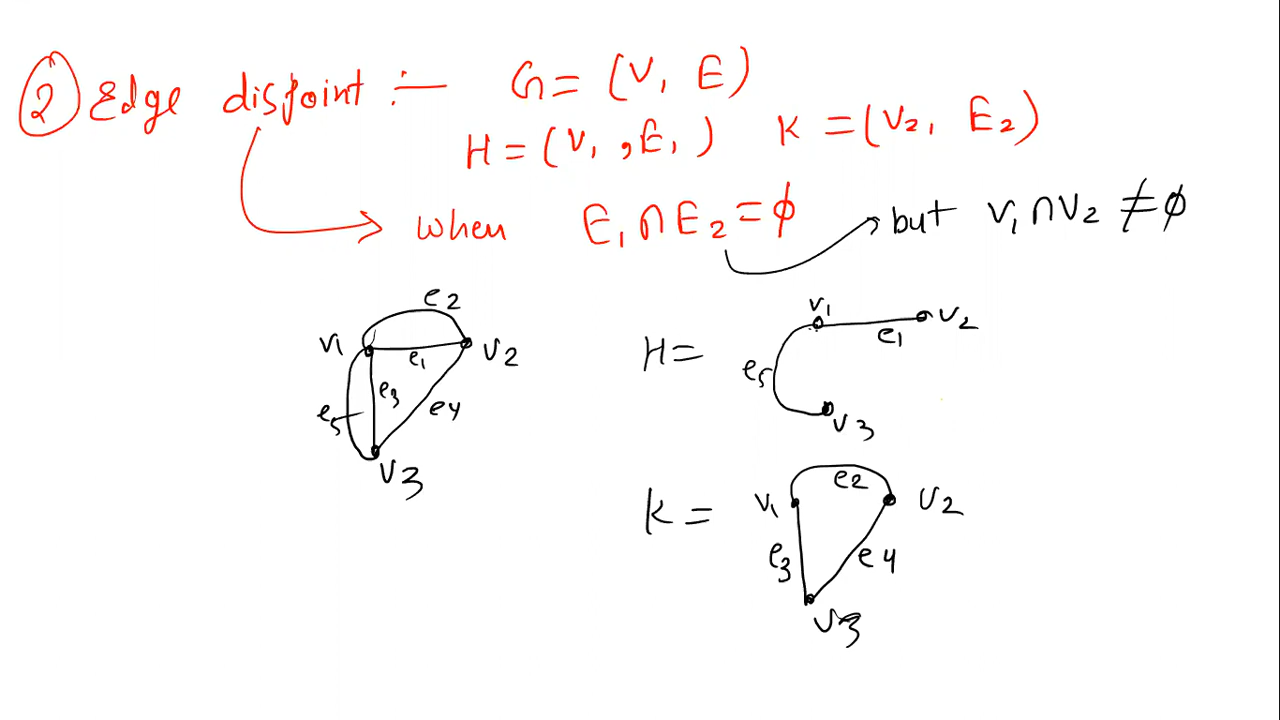 ② Edge disjoint :— G = (V, E)
H = (V₁, E₁) K = (V₂, E₂)
when E₁ ∩ E₂ = ϕ but V₁ ∩ V₂ ≠ ϕ
e₂
v₁ e₁ v₂
e₃
e₅ e₄
v₃
H = v₁ e₁ v₂
e₅
v₃
K = v₁ e₂ v₂
e₃ e₄
v₃